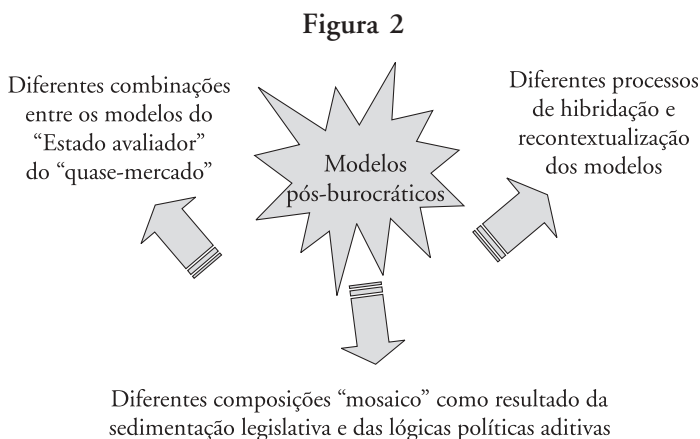 Figura 2
Diferentes combinações
entre os modelos do
“Estado avaliador”
do “quase-mercado”
Modelos
pós-burocráticos
Diferentes processos
de hibridação e
recontextualização
dos modelos
Diferentes composições “mosaico” como resultado da
sedimentação legislativa e das lógicas políticas aditivas